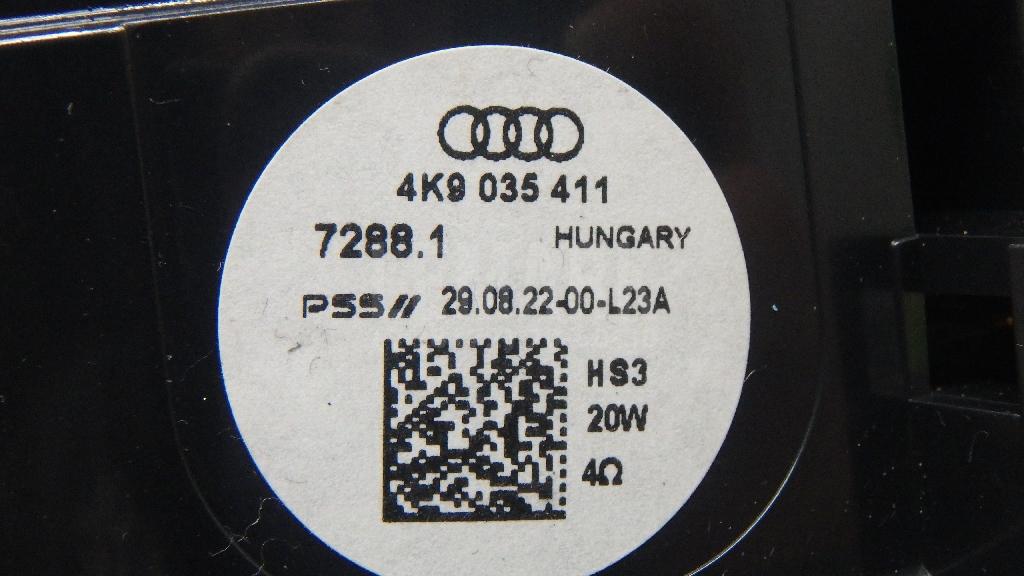 4K9 035 411
7288.1 HUNGARY
PSS// 29.08.22-00-L23A
HS3
20W
4Ω